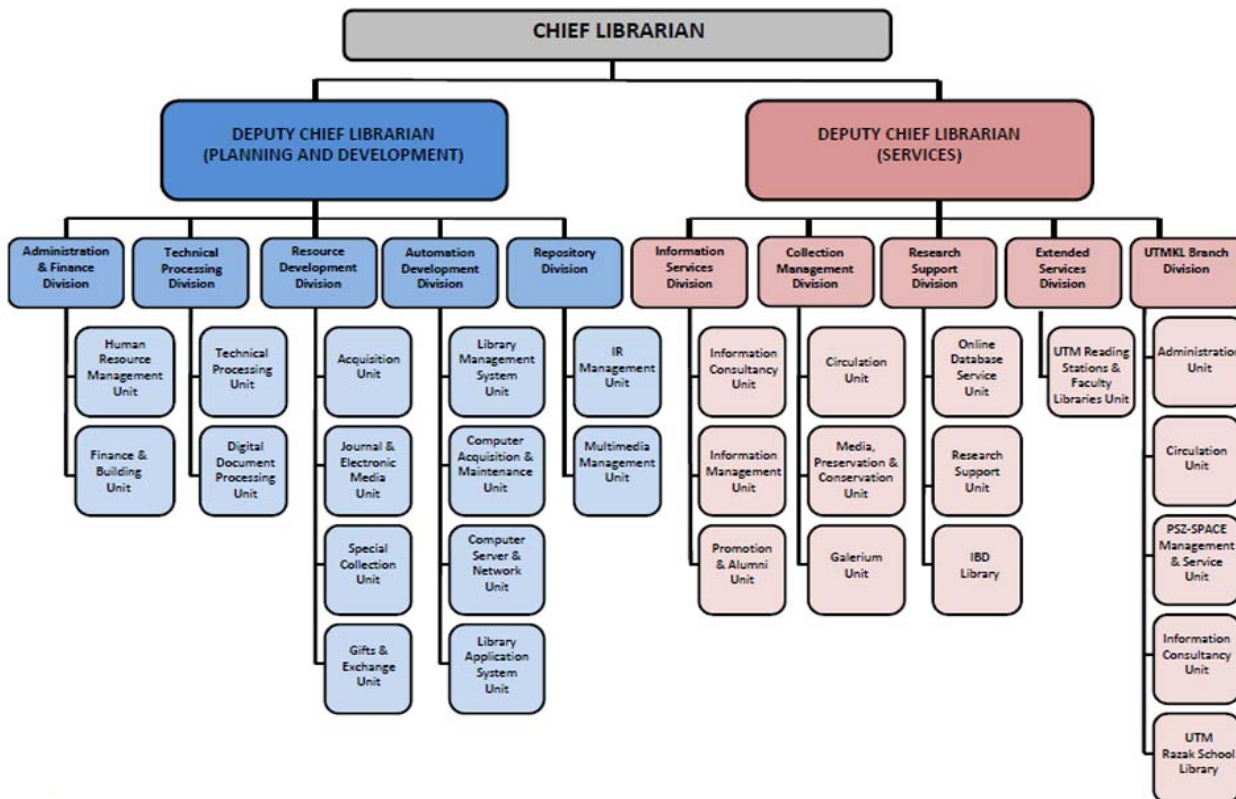 CHIEF LIBRARIAN
DEPUTY CHIEF LIBRARIAN
(PLANNING AND DEVELOPMENT)
DEPUTY CHIEF LIBRARIAN
(SERVICES)
Administration
& Finance
Division
Technical
Processing
Division
Resource
Development
Division
Automation
Development
Division
Repository
Division
Information
Services
Division
Collection
Management
Division
Research
Support
Division
Extended
Services
Division
UTMKL Branch
Division
Human
Resource
Management
Unit
Finance &
Building
Unit
Technical
Processing
Unit
Digital
Document
Processing
Unit
Acquisition
Unit
Journal &
Electronic
Media
Unit
Special
Collection
Unit
Gifts &
Exchange
Unit
Library
Management
System
Unit
Computer
Acquisition &
Maintenance
Unit
Computer
Server &
Network
Unit
Library
Application
System
Unit
IR
Management
Unit
Multimedia
Management
Unit
Information
Consultancy
Unit
Information
Management
Unit
Promotion
& Alumni
Unit
Circulation
Unit
Media,
Preservation &
Conservation
Unit
Galerium
Unit
Online
Database
Service
Unit
Research
Support
Unit
IBD
Library
UTM Reading
Stations &
Faculty
Libraries Unit
Administration
Unit
Circulation
Unit
PSZ-SPACE
Management
& Service
Unit
Information
Consultancy
Unit
UTM
Razak School
Library